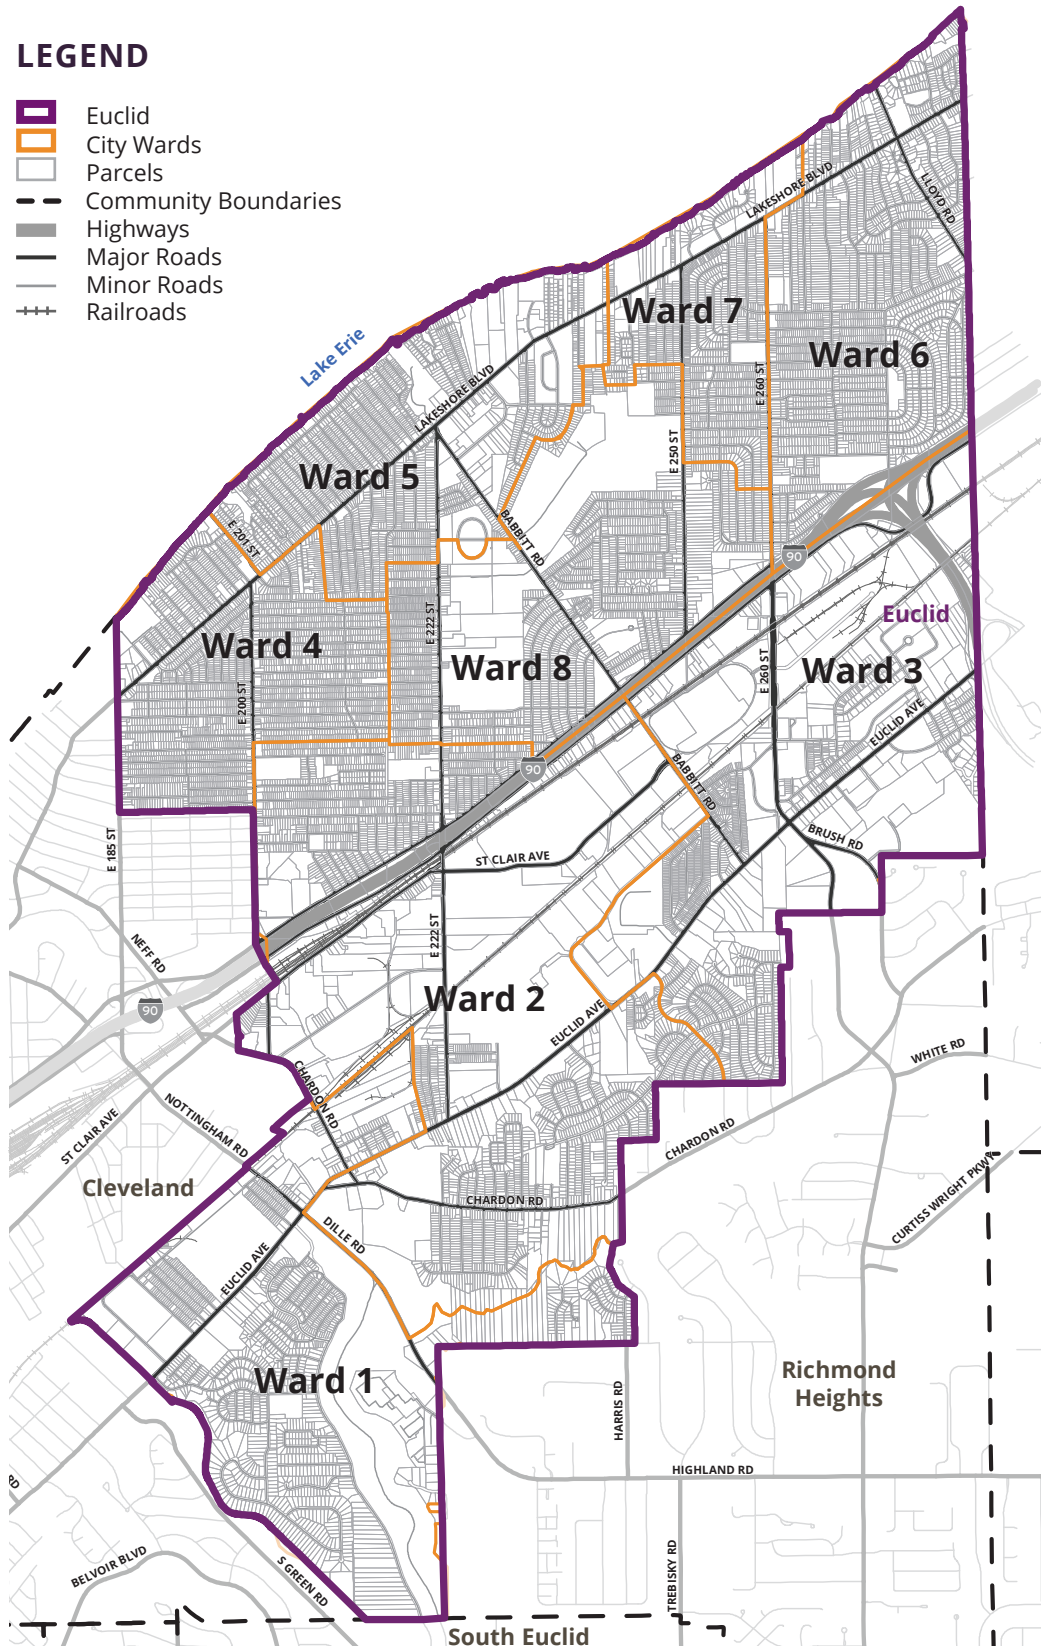 LEGEND
Euclid
City Wards
Parcels
Community Boundaries
Highways
Major Roads
Minor Roads
Railroads
LAKESHORE BLVD
LLOYD RD
Lake Erie
Ward 7
Ward 6
LAKESHORE BLVD
E 260 ST
E 250 ST
Ward 5
E 201 ST
BABBITT RD
90
Euclid
E 222 ST
Ward 4
Ward 8
Ward 3
E 260 ST
E 200 ST
EUCLID AVE
90
BABBITT RD
E 185 ST
BRUSH RD
ST CLAIR AVE
NEFF RD
E 222 ST
90
Ward 2
EUCLID AVE
WHITE RD
CHARDON RD
NOTTINGHAM RD
ST CLAIR AVE
CHARDON RD
Cleveland
CURTISS WRIGHT PKWY
CHARDON RD
DILLE RD
EUCLID AVE
Ward 1
Richmond
Heights
HARRIS RD
HIGHLAND RD
RD
BELVOIR BLVD
S GREEN RD
TREBISKY RD
South Euclid